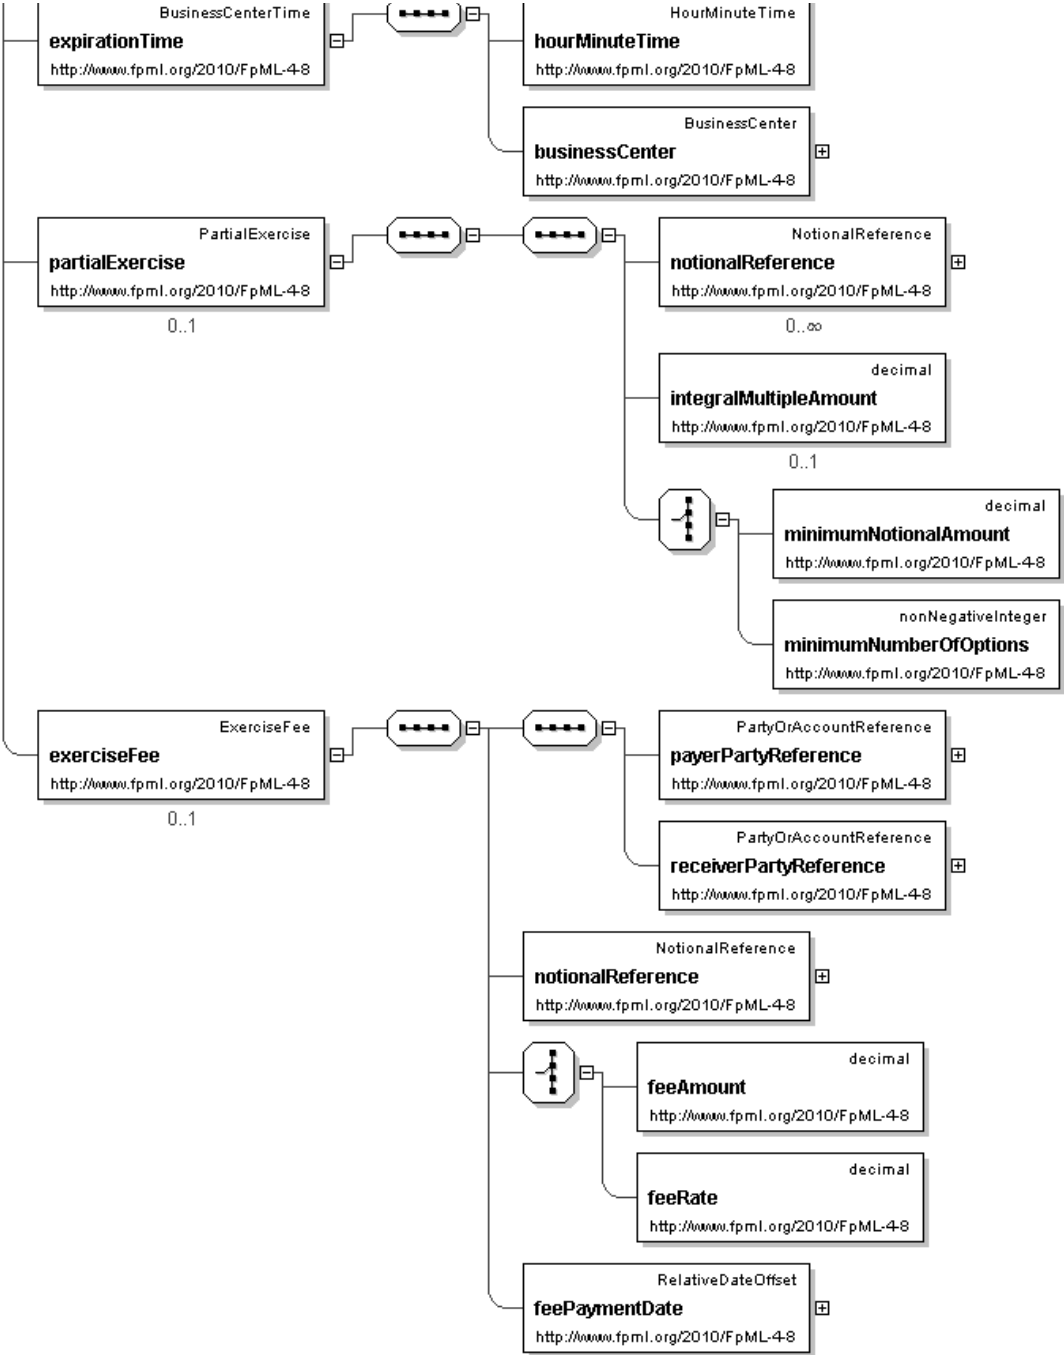 BusinessCenterTime
expirationTime
http://www.fpml.org/2010/FpML-4-8
HourMinuteTime
hourMinuteTime
http://www.fpml.org/2010/FpML-4-8
BusinessCenter
businessCenter
http://www.fpml.org/2010/FpML-4-8
PartialExercise
partialExercise
http://www.fpml.org/2010/FpML-4-8
0..1
NotionalReference
notionalReference
http://www.fpml.org/2010/FpML-4-8
0..∞
decimal
integralMultipleAmount
http://www.fpml.org/2010/FpML-4-8
0..1
decimal
minimumNotionalAmount
http://www.fpml.org/2010/FpML-4-8
nonNegativeInteger
minimumNumberOfOptions
http://www.fpml.org/2010/FpML-4-8
ExerciseFee
exerciseFee
http://www.fpml.org/2010/FpML-4-8
0..1
PartyOrAccountReference
payerPartyReference
http://www.fpml.org/2010/FpML-4-8
PartyOrAccountReference
receiverPartyReference
http://www.fpml.org/2010/FpML-4-8
NotionalReference
notionalReference
http://www.fpml.org/2010/FpML-4-8
decimal
feeAmount
http://www.fpml.org/2010/FpML-4-8
decimal
feeRate
http://www.fpml.org/2010/FpML-4-8
RelativeDateOffset
feePaymentDate
http://www.fpml.org/2010/FpML-4-8